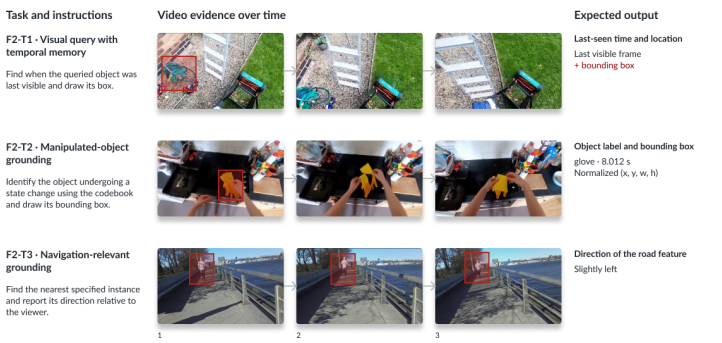 Task and instructions
Video evidence over time
Expected output
F2-T1 · Visual query with
temporal memory
Find when the queried object was
last visible and draw its box.
Last-seen time and location
Last visible frame
+ bounding box
F2-T2 · Manipulated-object
grounding
Identify the object undergoing a
state change using the codebook
and draw its bounding box.
Object label and bounding box
glove · 8.012 s
Normalized (x, y, w, h)
F2-T3 · Navigation-relevant
grounding
Find the nearest specified instance
and report its direction relative to
the viewer.
Direction of the road feature
Slightly left
1
2
3